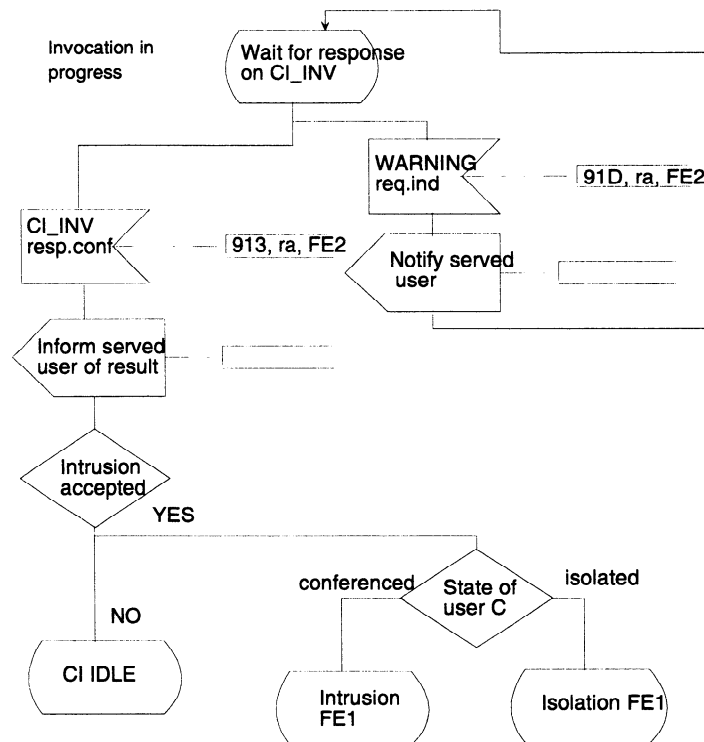 Invocation in
progress
Wait for response
on CI_INV
WARNING
req.ind
91D, ra, FE2
CI_INV
resp.conf
913, ra, FE2
Notify served
user
Inform served
user of result
Intrusion
accepted
YES
NO
conferenced
State of
user C
isolated
CI IDLE
Intrusion
FE1
Isolation FE1